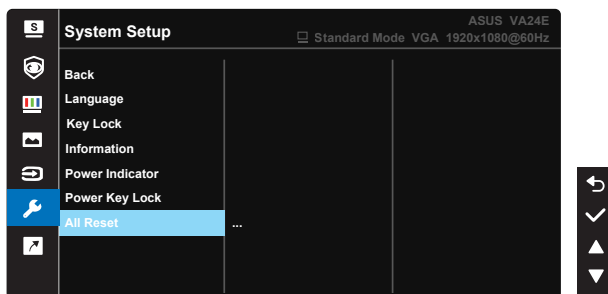 S
System Setup
ASUS VA24E
Standard Mode VGA 1920x1080@60Hz
Back
Language
Key Lock
Information
Power Indicator
Power Key Lock
All Reset ...